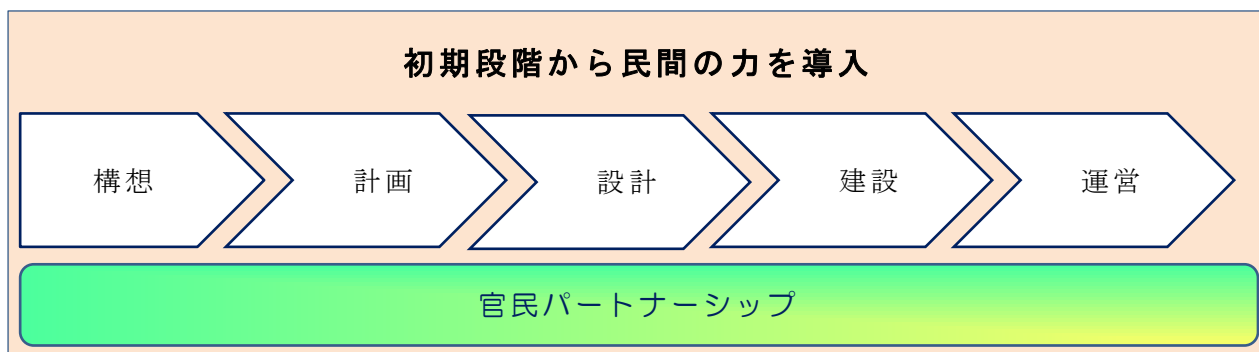 初期段階から民間の力を導入
構想
計画
設計
建設
運営
官民パートナーシップ